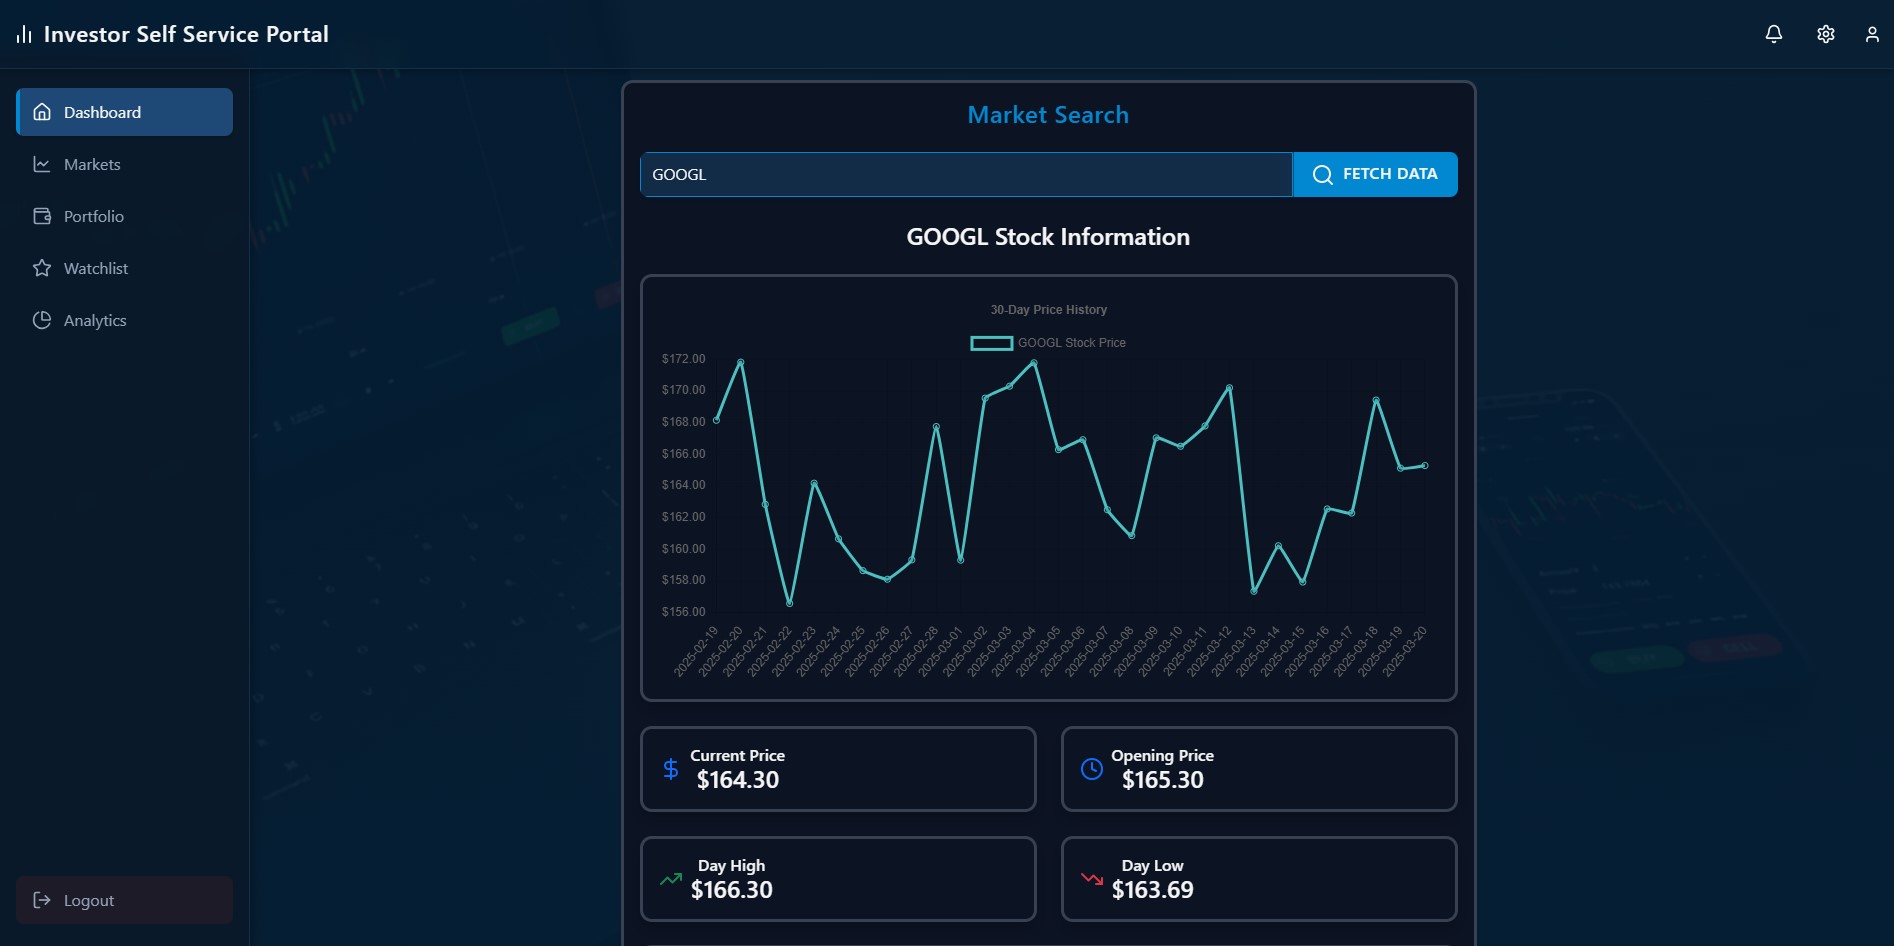 Investor Self Service Portal
Dashboard
Markets
Portfolio
Watchlist
Analytics
Logout
Market Search
GOOGL
FETCH DATA
GOOGL Stock Information
30-Day Price History
GOOGL Stock Price
$172.00
$170.00
$168.00
$166.00
$164.00
$162.00
$160.00
$158.00
$156.00
2025-02-19
2025-02-20
2025-02-21
2025-02-22
2025-02-23
2025-02-24
2025-02-25
2025-02-26
2025-02-27
2025-02-28
2025-03-01
2025-03-02
2025-03-03
2025-03-04
2025-03-05
2025-03-06
2025-03-07
2025-03-08
2025-03-09
2025-03-10
2025-03-11
2025-03-12
2025-03-13
2025-03-14
2025-03-15
2025-03-16
2025-03-17
2025-03-18
2025-03-19
2025-03-20
Current Price
$164.30
Opening Price
$165.30
Day High
$166.30
Day Low
$163.69